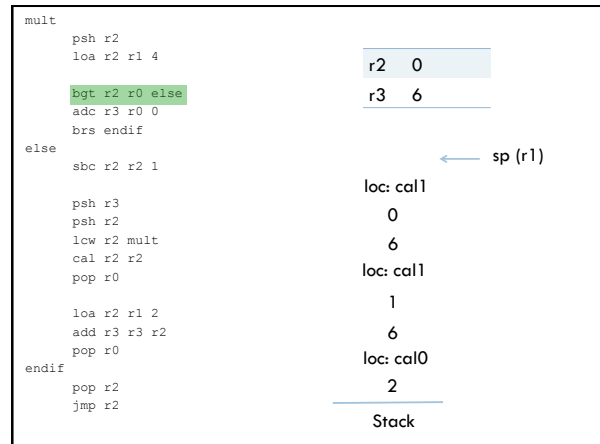 mult
psh r2
loa r2 r1 4
bgt r2 r0 else
adc r3 r0 0
brs endif
else
sbc r2 r2 1
psh r3
psh r2
lcw r2 mult
cal r2 r2
pop r0
loa r2 r1 2
add r3 r3 r2
pop r0
endif
pop r2
jmp r2
r2 0
r3 6
sp (r1)
loc: cal1
0
6
loc: cal1
1
6
loc: cal0
2
Stack